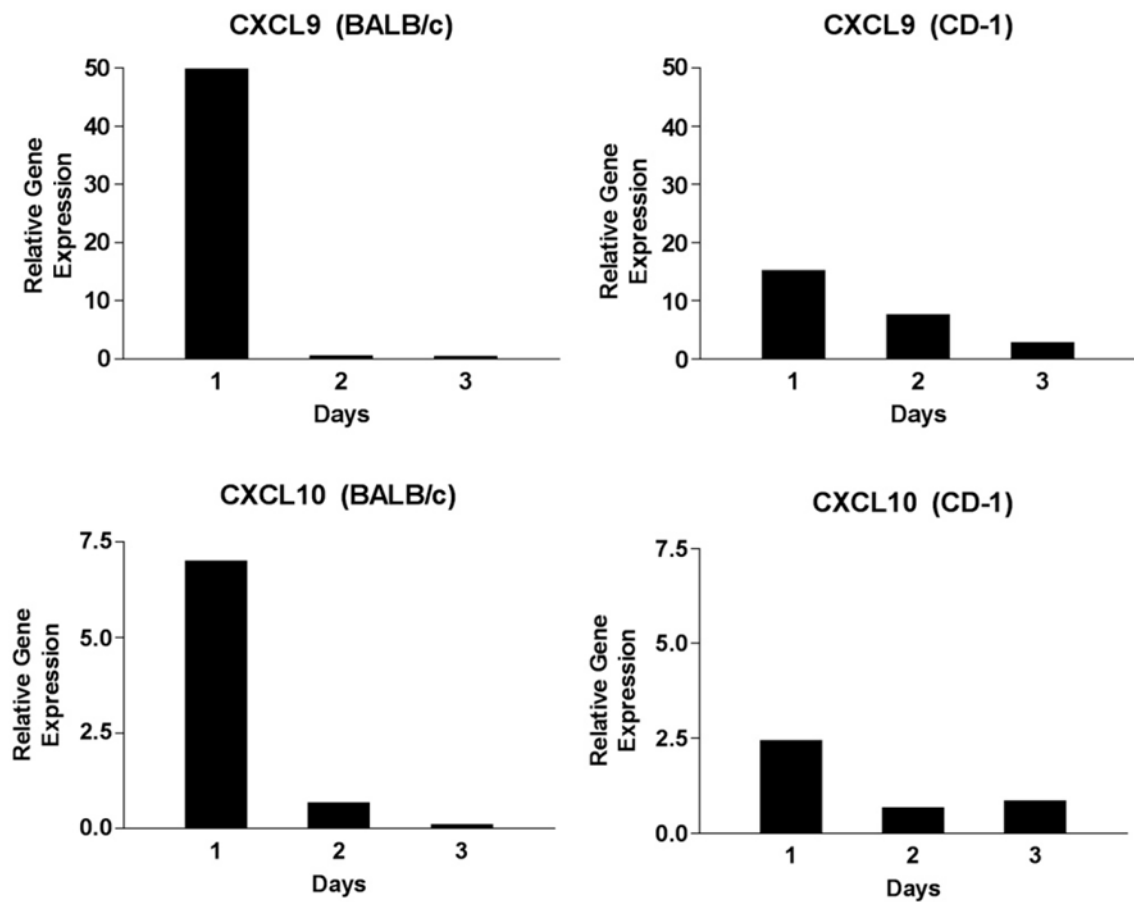 CXCL9 (BALB/c)
50
40
30
20
10
0
Relative Gene
Expression
1 2 3
Days
CXCL9 (CD-1)
50
40
30
20
10
0
Relative Gene
Expression
1 2 3
Days
CXCL10 (BALB/c)
7.5
5.0
2.5
0.0
Relative Gene
Expression
1 2 3
Days
CXCL10 (CD-1)
7.5
5.0
2.5
0.0
Relative Gene
Expression
1 2 3
Days